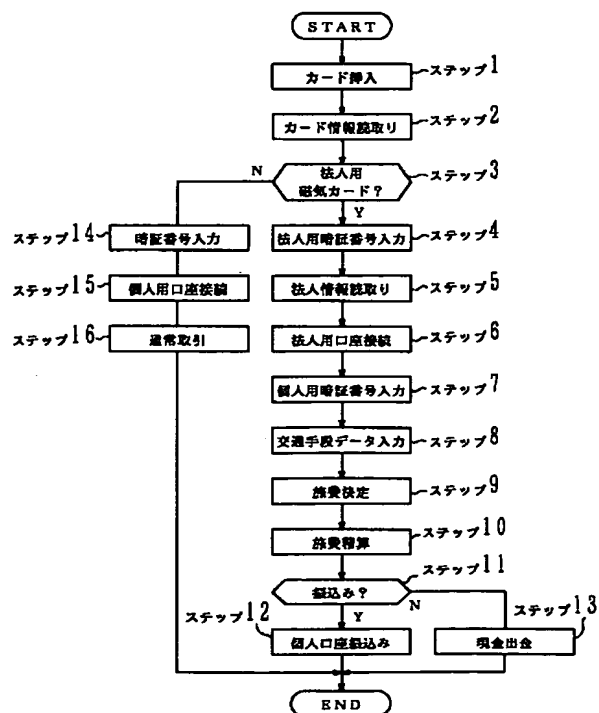 START
カード挿入
ステップ1
カード情報読取り
ステップ2
法人用
磁気カード?
ステップ3
N
Y
ステップ14
暗証番号入力
法人用暗証番号入力
ステップ4
ステップ15
個人用口座接続
法人情報読取り
ステップ5
ステップ16
通常取引
法人用口座接続
ステップ6
個人用暗証番号入力
ステップ7
交通手段データ入力
ステップ8
旅費決定
ステップ9
旅費精算
ステップ10
振込み?
ステップ11
N
Y
ステップ12
個人口座振込み
ステップ13
現金出金
END